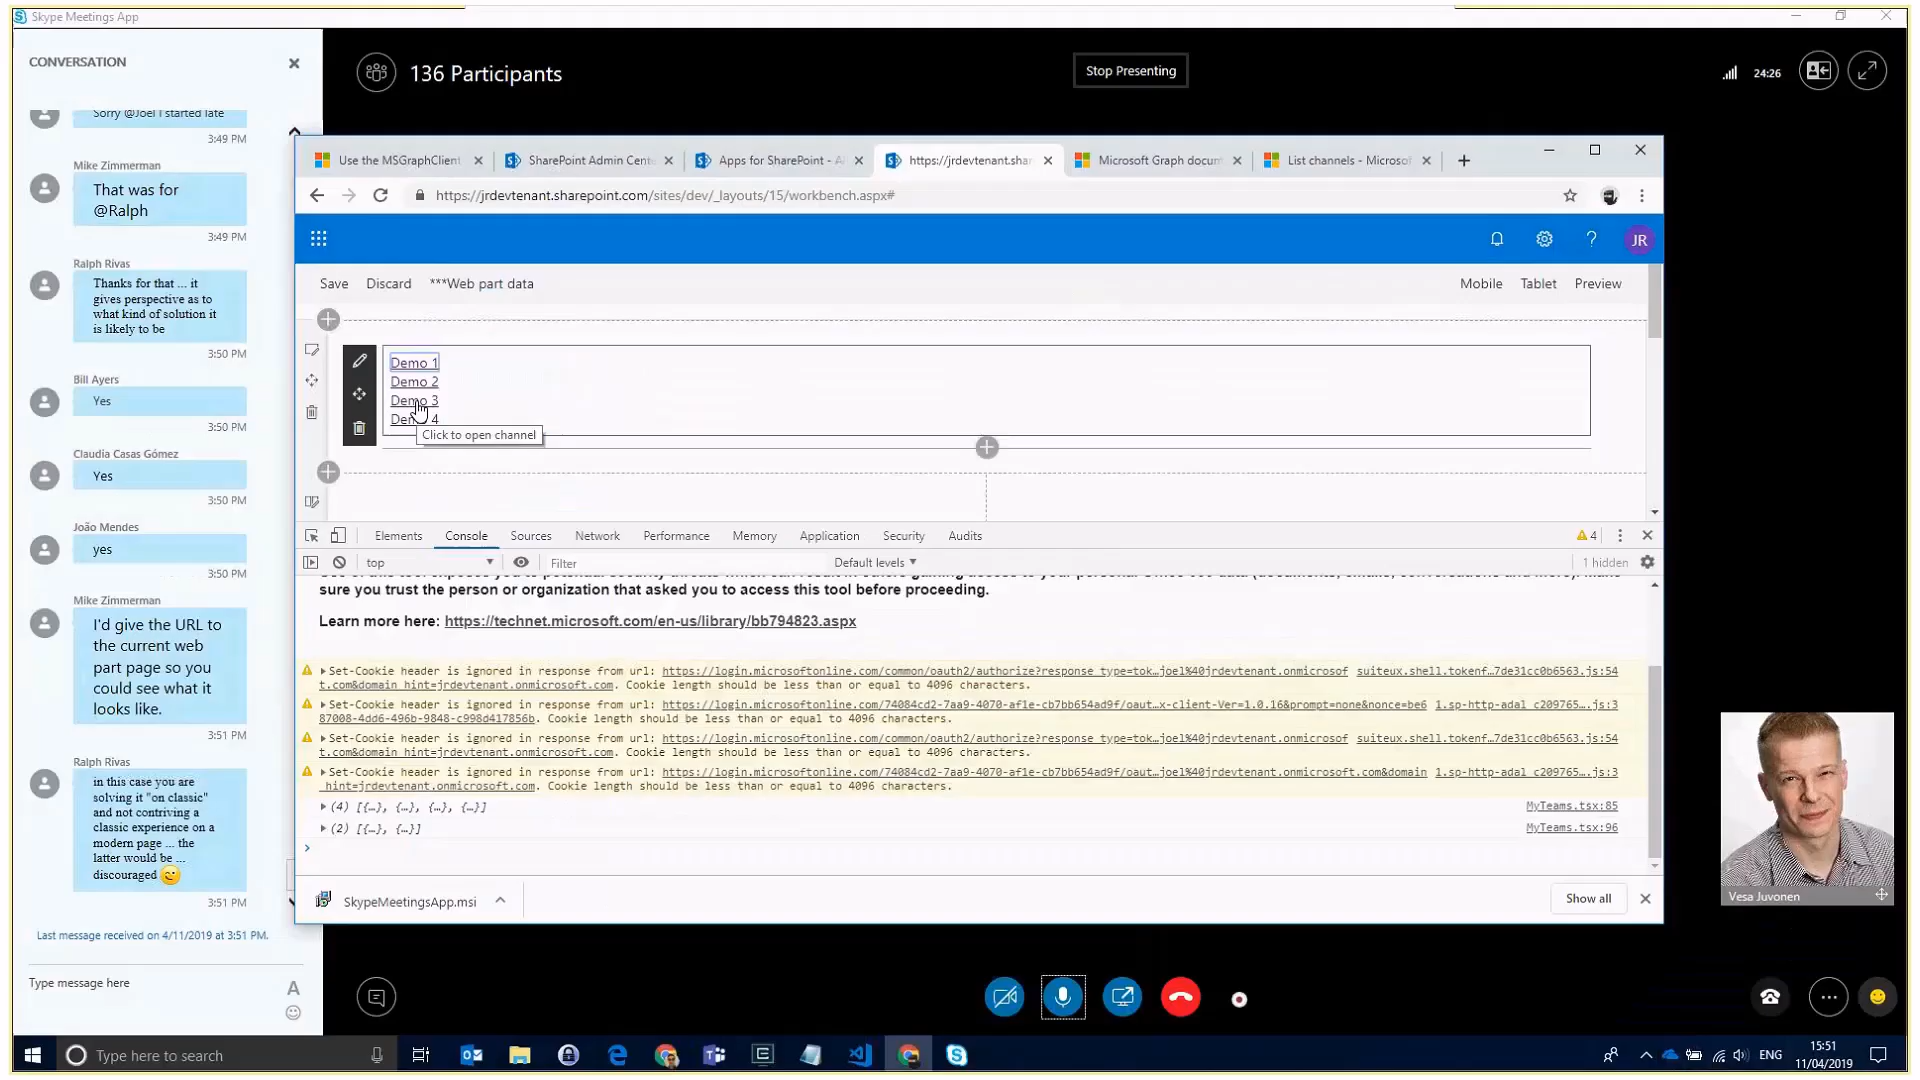 Skype Meetings App
CONVERSATION
Sorry @Joel I started late
3:49 PM
Mike Zimmerman
That was for
@Ralph
3:49 PM
Ralph Rivas
Thanks for that ... it
gives perspective as to
what kind of solution it
is likely to be
3:50 PM
Bill Ayers
Yes
3:50 PM
Claudia Casas Gómez
Yes
3:50 PM
João Mendes
yes
3:50 PM
Mike Zimmerman
I'd give the URL to
the current web
part page so you
could see what it
looks like.
3:51 PM
Ralph Rivas
in this case you are
solving it "on classic"
and not contriving a
classic experience on a
modern page ... the
latter would be ...
discouraged
3:51 PM
Last message received on 4/11/2019 at 3:51 PM.
Type message here
A
136 Participants
Stop Presenting
24:26
Use the MSGraphClient
SharePoint Admin Cent
Apps for SharePoint - A
https://jrdevtenant.shar
Microsoft Graph docum
List channels - Microsof
https://jrdevtenant.sharepoint.com/sites/dev/_layouts/15/workbench.aspx#
?
JR
Save Discard ***Web part data
Mobile Tablet Preview
Demo 1
Demo 2
Demo 3
4
Click to open channel
Elements Console Sources Network Performance Memory Application Security Audits
4
top
Filter
Default levels
1 hidden
sure you trust the person or organization that asked you to access this tool before proceeding.
Learn more here: https://technet.microsoft.com/en-us/library/bb794823.aspx
Set-Cookie header is ignored in response from url: https://login.microsoftonline.com/common/oauth2/authorize?response_type=tok…joel%40jrdevtenant.onmicrosof suiteux.shell.tokenf…7de31cc0b6563.js:54
t.com&domain_hint=jrdevtenant.onmicrosoft.com. Cookie length should be less than or equal to 4096 characters.
Set-Cookie header is ignored in response from url: https://login.microsoftonline.com/74084cd2-7aa9-4070-af1e-cb7bb654ad9f/oaut…x-client-Ver=1.0.16&prompt=none&nonce=be6 1.sp-http-adal_c209765….js:3
87008-4dd6-496b-9848-c998d417856b. Cookie length should be less than or equal to 4096 characters.
Set-Cookie header is ignored in response from url: https://login.microsoftonline.com/common/oauth2/authorize?response_type=tok…joel%40jrdevtenant.onmicrosof suiteux.shell.tokenf…7de31cc0b6563.js:54
t.com&domain_hint=jrdevtenant.onmicrosoft.com. Cookie length should be less than or equal to 4096 characters.
Set-Cookie header is ignored in response from url: https://login.microsoftonline.com/74084cd2-7aa9-4070-af1e-cb7bb654ad9f/oaut…joel%40jrdevtenant.onmicrosoft.com&domain 1.sp-http-adal_c209765….js:3
_hint=jrdevtenant.onmicrosoft.com. Cookie length should be less than or equal to 4096 characters.
(4) [{…}, {…}, {…}, {…}] MyTeams.tsx:85
(2) [{…}, {…}] MyTeams.tsx:96
SkypeMeetingsApp.msi
Show all
Vesa Juvonen
Type here to search
ENG
15:51
11/04/2019